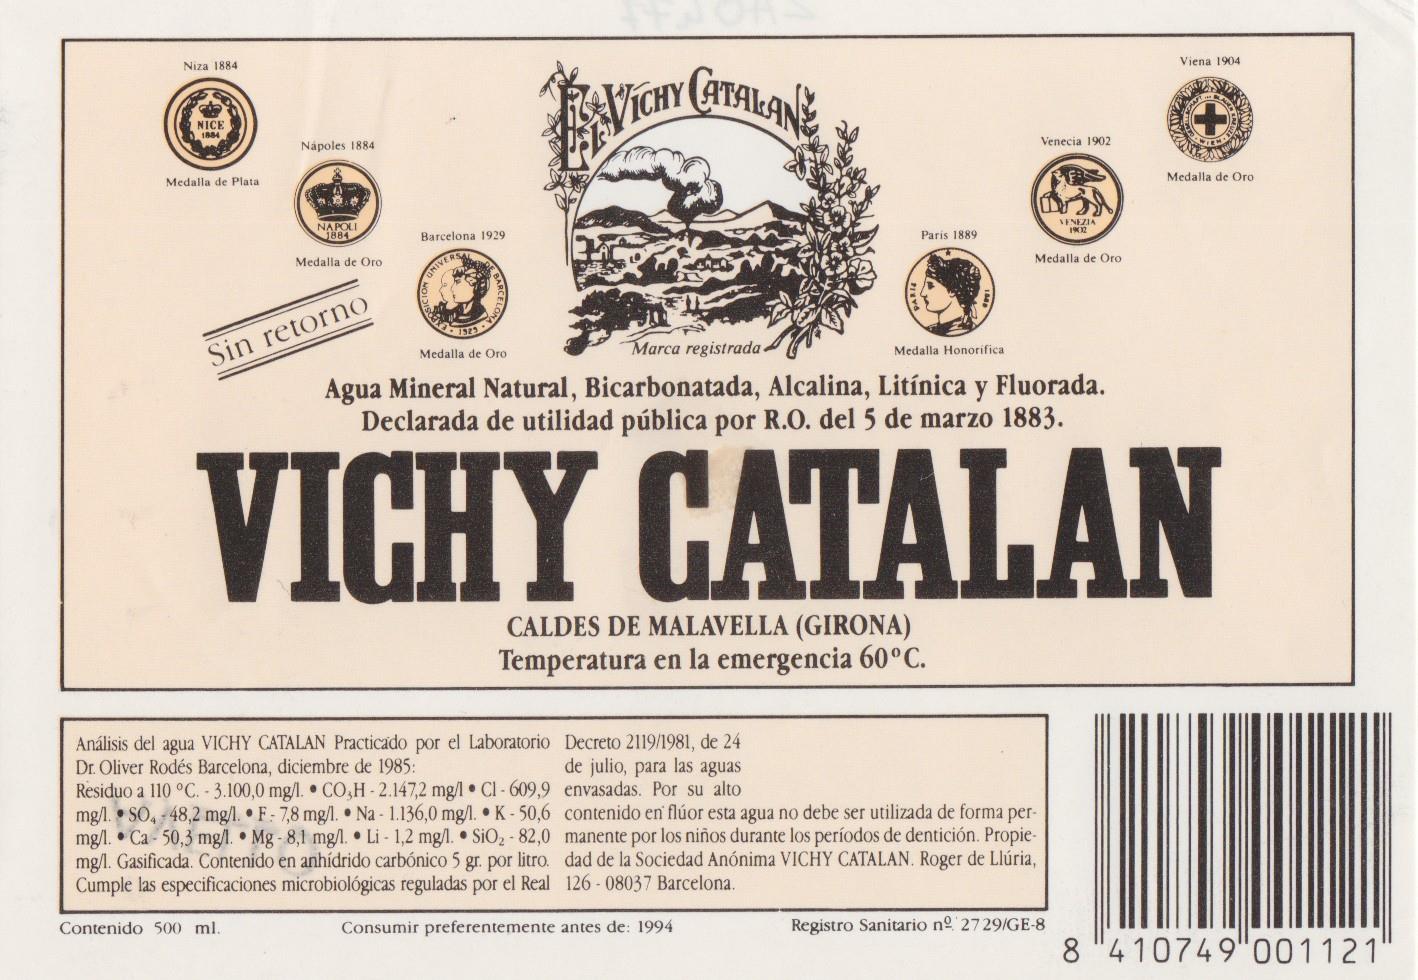 Niza 1884
NICE
1884
Medalla de Plata
Nápoles 1884
NAPOLI
1884
Medalla de Oro
Barcelona 1929
EXPOSICION UNIVERSAL DE BARCELONA
1929
Medalla de Oro
Sin retorno
El VICHY CATALAN
Marca registrada
Paris 1889
PARIS 1889
Medalla Honorífica
Venecia 1902
VENEZIA
1902
Medalla de Oro
Viena 1904
WIEN
Medalla de Oro
Agua Mineral Natural, Bicarbonatada, Alcalina, Litínica y Fluorada.
Declarada de utilidad pública por R.O. del 5 de marzo 1883.
VICHY CATALAN
CALDES DE MALAVELLA (GIRONA)
Temperatura en la emergencia 60°C.
Análisis del agua VICHY CATALAN Practicado por el Laboratorio
Dr. Oliver Rodés Barcelona, diciembre de 1985:
Residuo a 110 °C. - 3.100,0 mg/l. • CO₃H - 2.147,2 mg/l • Cl - 609,9
mg/l. • SO₄ - 48,2 mg/l. • F - 7,8 mg/l. • Na - 1.136,0 mg/l. • K - 50,6
mg/l. • Ca - 50,3 mg/l • Mg - 8,1 mg/l. • Li - 1,2 mg/l. • SiO₂ - 82,0
mg/l. Gasificada. Contenido en anhídrido carbónico 5 gr. por litro.
Cumple las especificaciones microbiológicas reguladas por el Real
Decreto 2119/1981, de 24
de julio, para las aguas
envasadas. Por su alto
contenido en flúor esta agua no debe ser utilizada de forma per-
manente por los niños durante los períodos de dentición. Propie-
dad de la Sociedad Anónima VICHY CATALAN. Roger de Llúria,
126 - 08037 Barcelona.
Contenido 500 ml.
Consumir preferentemente antes de: 1994
Registro Sanitario nº. 2729/GE-8
8 410749 001121